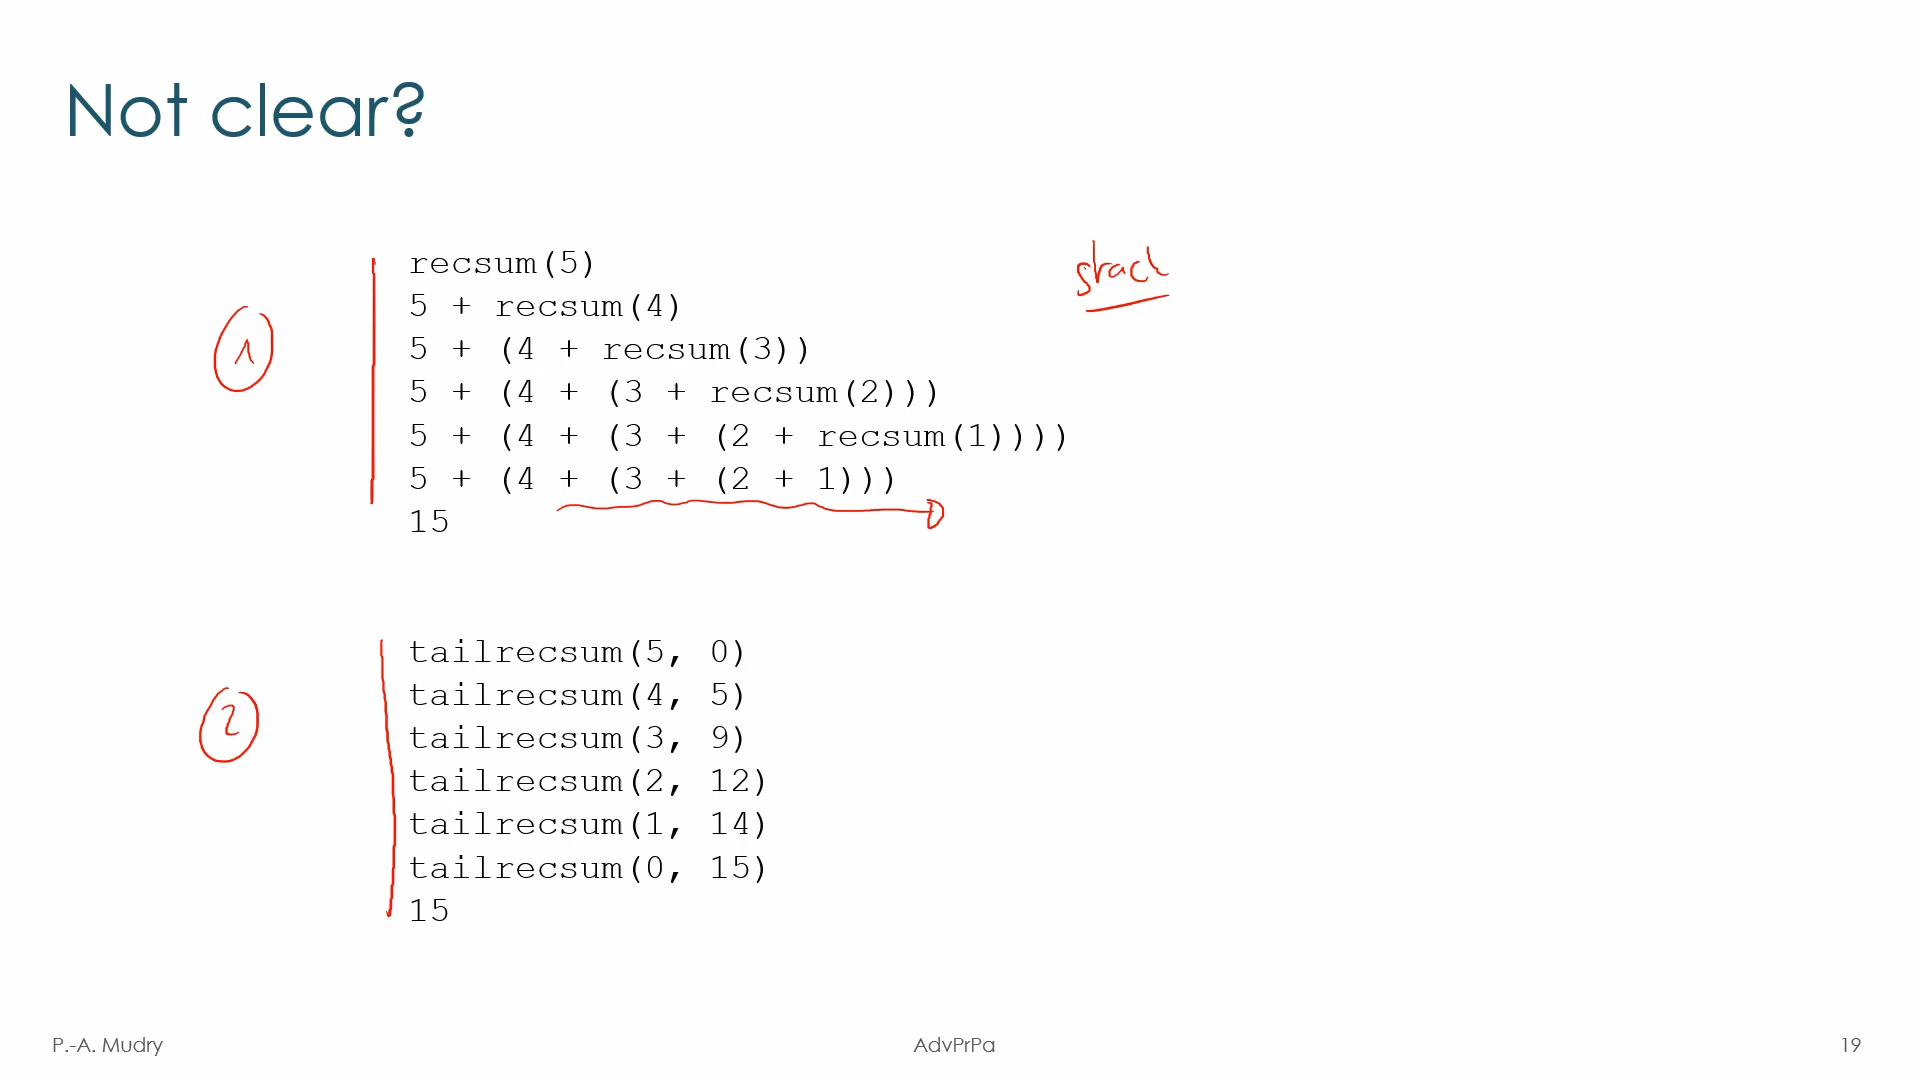 Not clear?
recsum(5)
stack
5 + recsum(4)
1
5 + (4 + recsum(3))
5 + (4 + (3 + recsum(2)))
5 + (4 + (3 + (2 + recsum(1))))
5 + (4 + (3 + (2 + 1)))
15
tailrecsum(5, 0)
tailrecsum(4, 5)
2
tailrecsum(3, 9)
tailrecsum(2, 12)
tailrecsum(1, 14)
tailrecsum(0, 15)
15
P.-A. Mudry
AdvPrPa
19